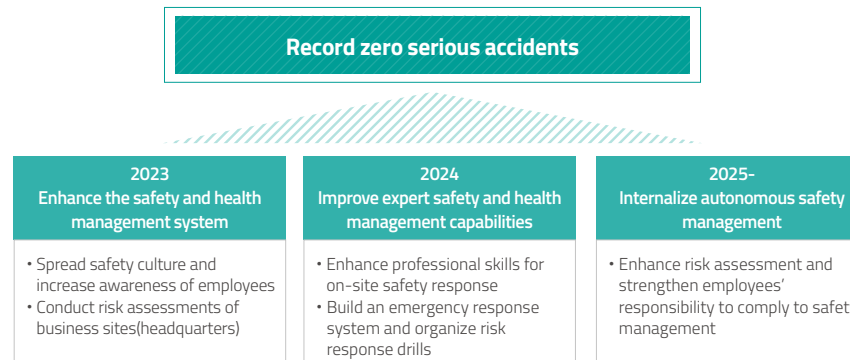 Record zero serious accidents
2023
Enhance the safety and health
management system
• Spread safety culture and
increase awareness of employees
• Conduct risk assessments of
business sites(headquarters)
2024
Improve expert safety and health
management capabilities
• Enhance professional skills for
on-site safety response
• Build an emergency response
system and organize risk
response drills
2025-
Internalize autonomous safety
management
• Enhance risk assessment and
strengthen employees’
responsibility to comply to safet
management